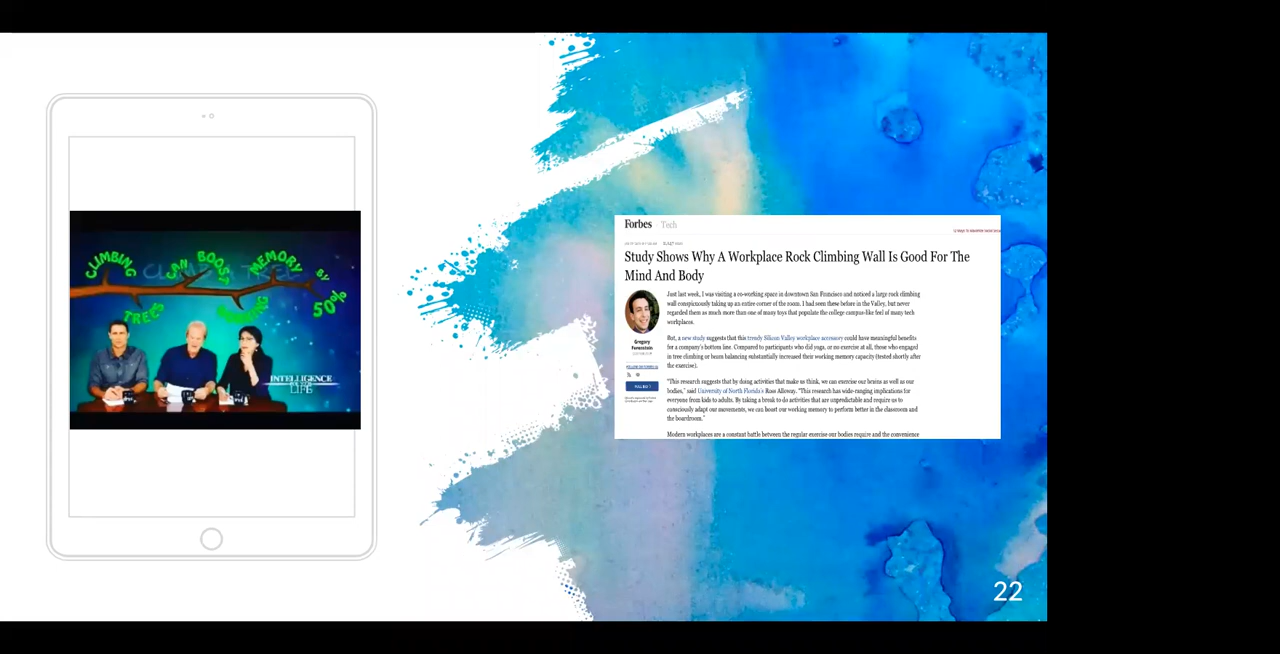 CLIMBING
TREES
CAN BOOST
MEMORY
BY
50%
INTELLIGENCE
LIFE
Forbes Tech
Study Shows Why A Workplace Rock Climbing Wall Is Good For The
Mind And Body
Gregory
Ferenstein
Just last week, I was visiting a co-working space in downtown San Francisco and noticed a large rock climbing
wall conspicuously taking up an entire corner of the room. I had seen these before in the Valley, but never
regarded them as much more than one of many toys that populate the college campus-like feel of many tech
workplaces.
But, a new study suggests that this trendy Silicon Valley workplace accessory could have meaningful benefits
for a company's bottom line. Compared to participants who did yoga, or no exercise at all, those who engaged
in tree climbing or beam balancing substantially increased their working memory capacity (tested shortly after
the exercise).
"This research suggests that by doing activities that make us think, we can exercise our brains as well as our
bodies," said University of North Florida's Ross Alloway. "This research has wide-ranging implications for
everyone from kids to adults. By taking a break to do activities that are unpredictable and require us to
consciously adapt our movements, we can boost our working memory to perform better in the classroom and
the boardroom."
Modern workplaces are a constant battle between the regular exercise our bodies require and the convenience
22